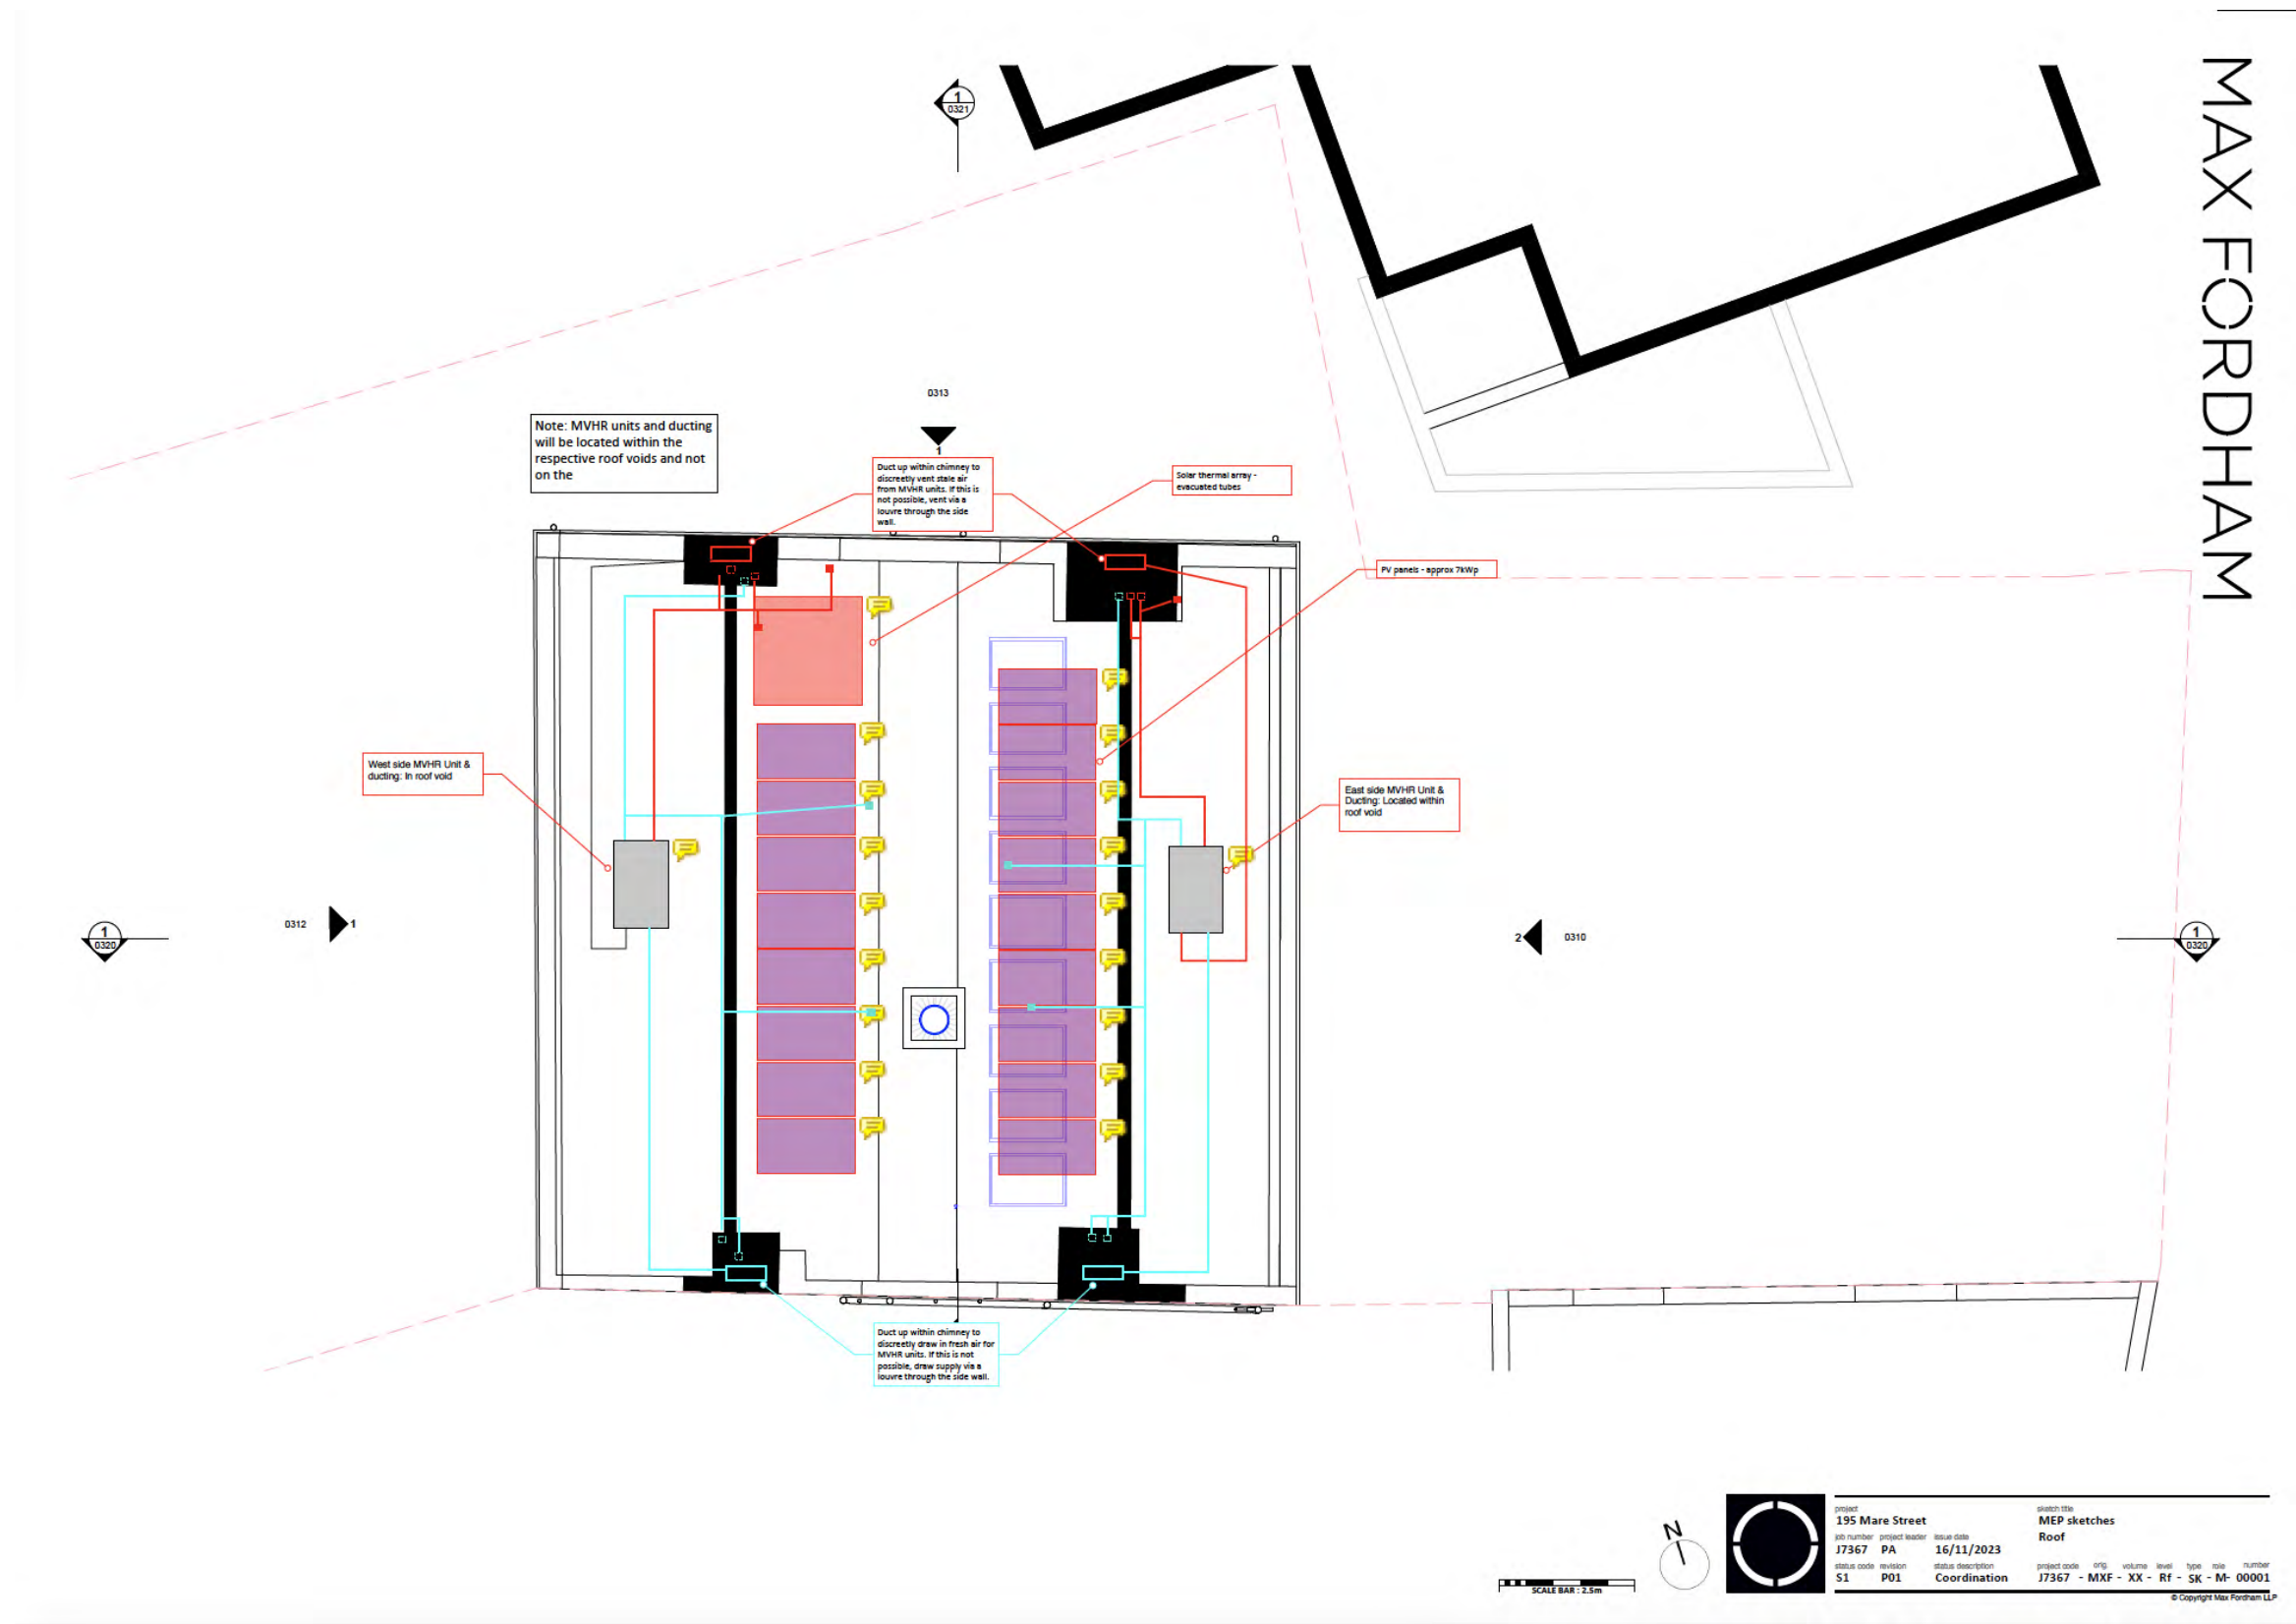 MAX FORDHAM
1
0321
0313
1
Note: MVHR units and ducting
will be located within the
respective roof voids and not
on the
Duct up within chimney to
discreetly vent stale air
from MVHR units. If this is
not possible, vent via a
louvre through the side
wall.
Solar thermal array -
evacuated tubes
PV panels - approx 7kWp
West side MVHR Unit &
ducting: In roof void
East side MVHR Unit &
Ducting: Located within
roof void
1
0320
0312
1
2
0310
1
0320
Duct up within chimney to
discreetly draw in fresh air for
MVHR units. If this is not
possible, draw supply via a
louvre through the side wall.
SCALE BAR : 2.5m
N
project
195 Mare Street
job number project leader issue date
J7367 PA 16/11/2023
status code revision status description
S1 P01 Coordination
sketch title
MEP sketches
Roof
project code orig. volume level type role number
J7367 - MXF - XX - Rf - SK - M- 00001
© Copyright Max Fordham LLP